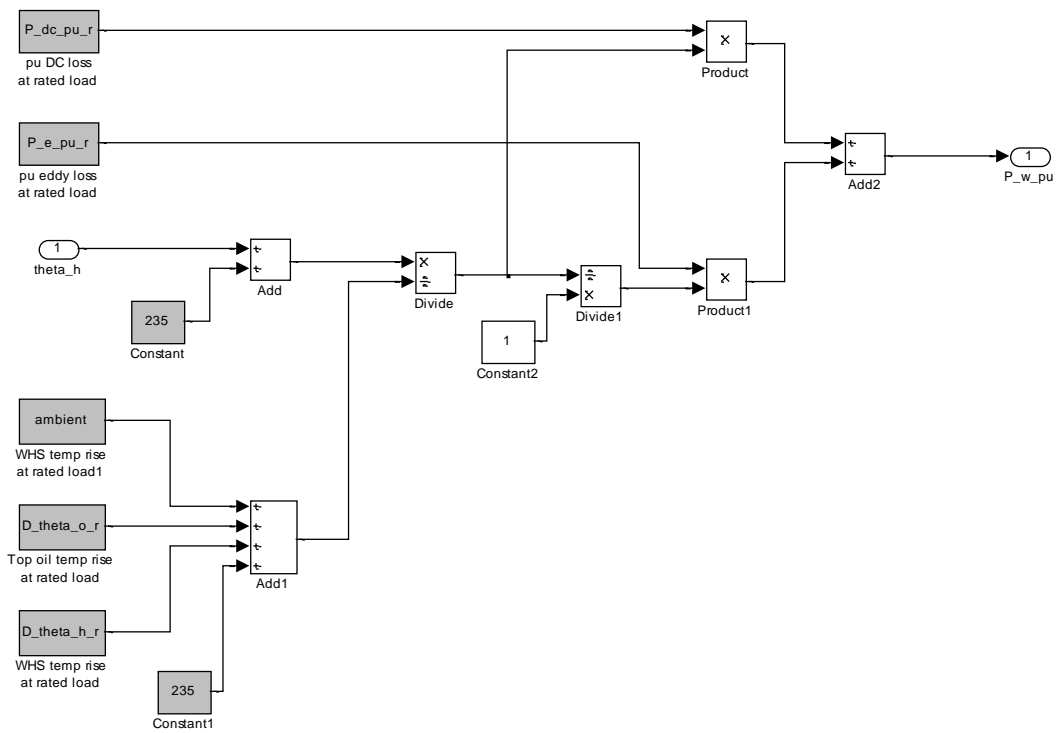 P_dc_pu_r
pu DC loss
at rated load
×
Product
P_e_pu_r
pu eddy loss
at rated load
+
+
Add2
1
P_w_pu
1
theta_h
+
+
Add
×
÷
Divide
÷
×
Divide1
×
Product1
235
Constant
1
Constant2
ambient
WHS temp rise
at rated load1
D_theta_o_r
Top oil temp rise
at rated load
+
+
+
+
Add1
D_theta_h_r
WHS temp rise
at rated load
235
Constant1